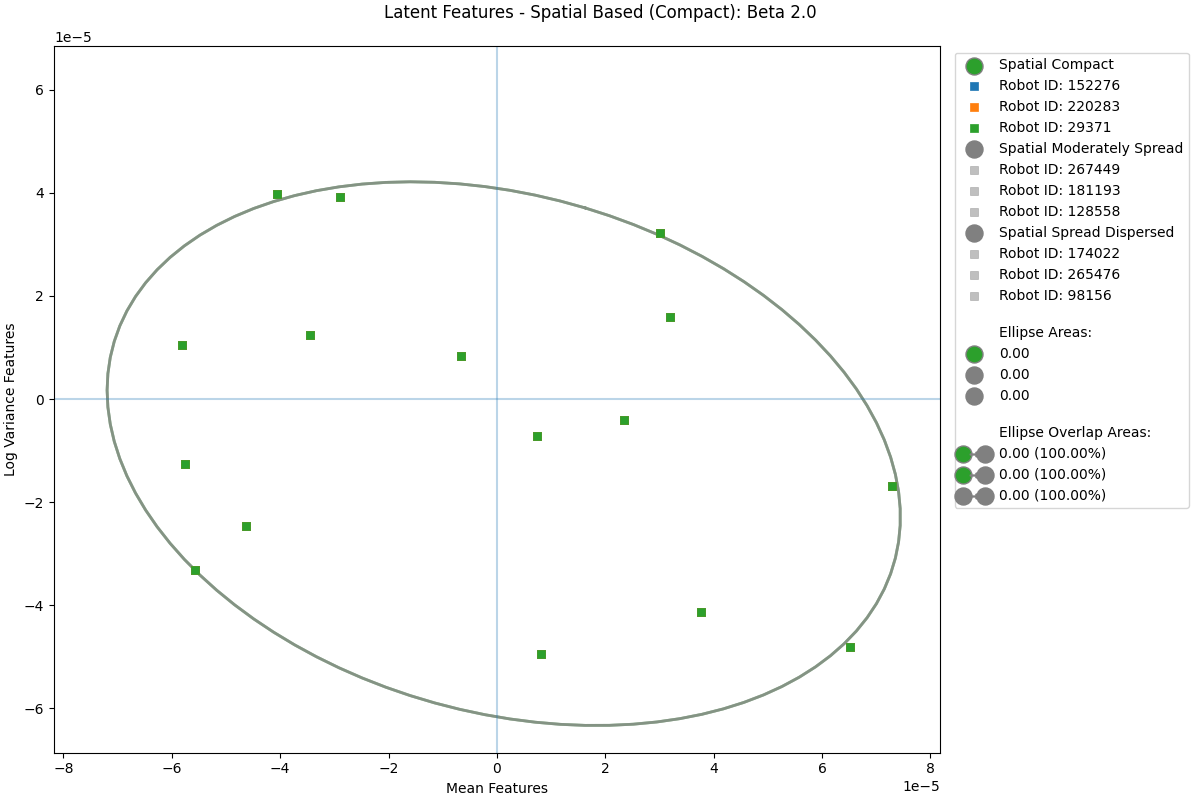 Latent Features - Spatial Based (Compact): Beta 2.0
1e−5
6
4
2
0
−2
−4
−6
Log Variance Features
−8
−6
−4
−2
0
2
4
6
8
1e−5
Mean Features
Spatial Compact
Robot ID: 152276
Robot ID: 220283
Robot ID: 29371
Spatial Moderately Spread
Robot ID: 267449
Robot ID: 181193
Robot ID: 128558
Spatial Spread Dispersed
Robot ID: 174022
Robot ID: 265476
Robot ID: 98156
Ellipse Areas:
0.00
0.00
0.00
Ellipse Overlap Areas:
0.00 (100.00%)
0.00 (100.00%)
0.00 (100.00%)